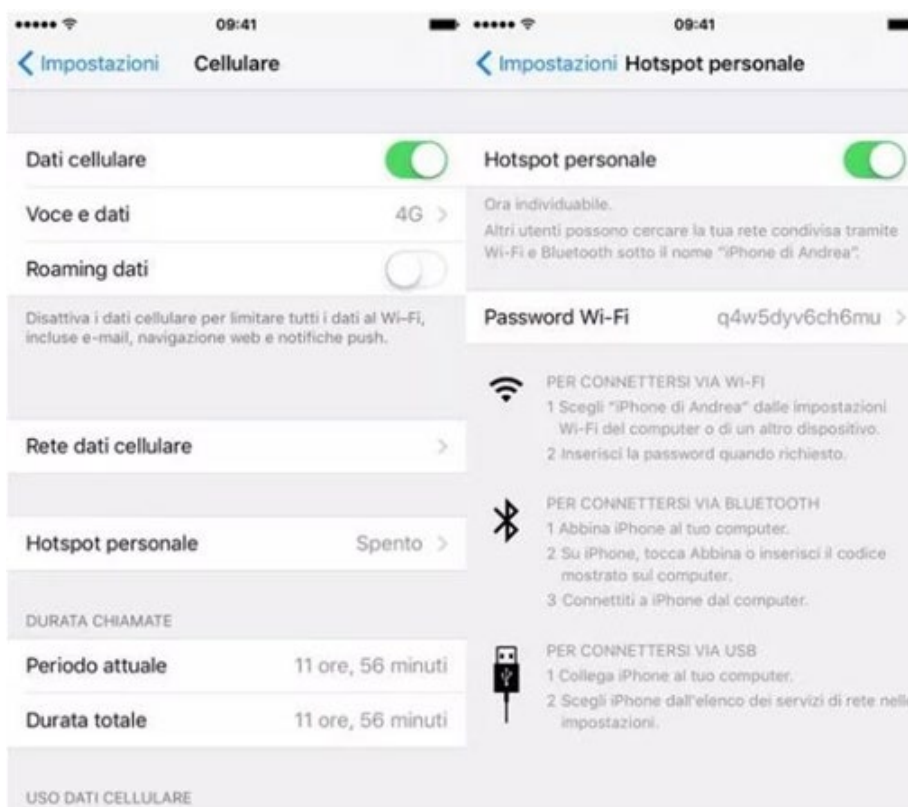 09:41
Impostazioni Cellulare
Dati cellulare
Voce e dati 4G
Roaming dati
Disattiva i dati cellulare per limitare tutti i dati al Wi-Fi,
incluse e-mail, navigazione web e notifiche push.
Rete dati cellulare
Hotspot personale Spento
DURATA CHIAMATE
Periodo attuale 11 ore, 56 minuti
Durata totale 11 ore, 56 minuti
USO DATI CELLULARE
09:41
Impostazioni Hotspot personale
Hotspot personale
Ora individuabile.
Altri utenti possono cercare la tua rete condivisa tramite
Wi-Fi e Bluetooth sotto il nome "iPhone di Andrea".
Password Wi-Fi q4w5dyv6ch6mu
PER CONNETTERSI VIA WI-FI
1 Scegli "iPhone di Andrea" dalle impostazioni
Wi-Fi del computer o di un altro dispositivo.
2 Inserisci la password quando richiesto.
PER CONNETTERSI VIA BLUETOOTH
1 Abbina iPhone al tuo computer.
2 Su iPhone, tocca Abbina o inserisci il codice
mostrato sul computer.
3 Connettiti a iPhone dal computer.
PER CONNETTERSI VIA USB
1 Collega iPhone al tuo computer.
2 Scegli iPhone dall'elenco dei servizi di rete nelle
impostazioni.